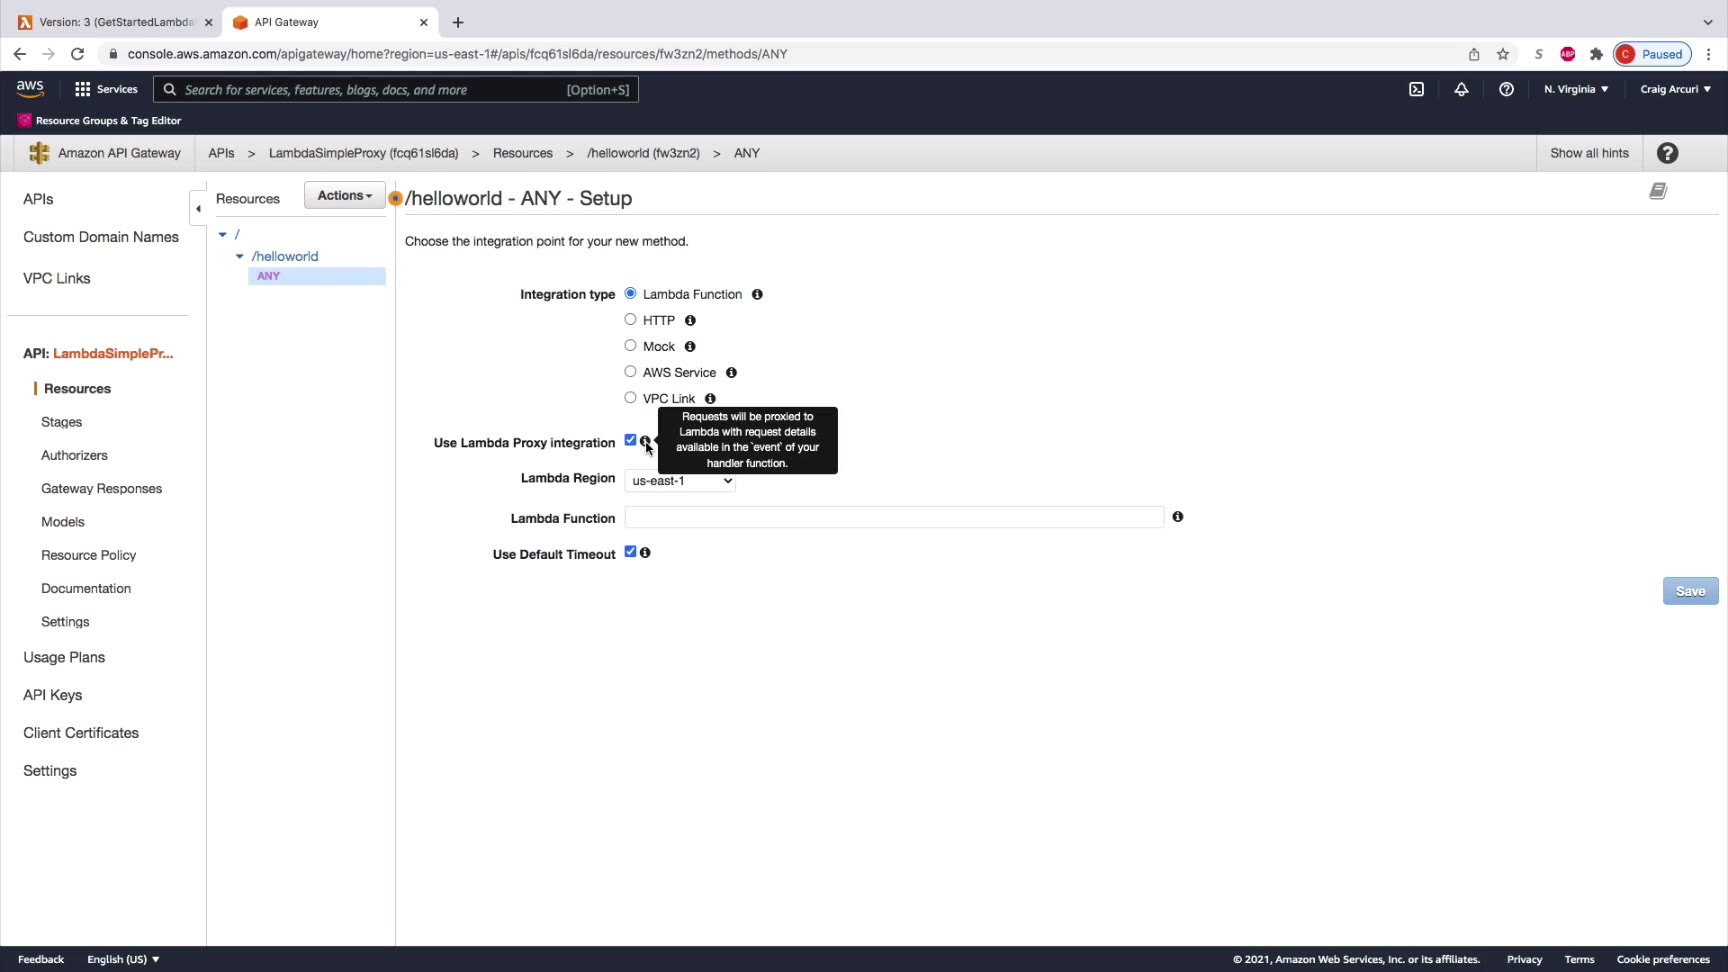 Version: 3 (GetStartedLambda
API Gateway
console.aws.amazon.com/apigateway/home?region=us-east-1#/apis/fcq61sl6da/resources/fw3zn2/methods/ANY
S
ABP
C Paused
aws
Services
Search for services, features, blogs, docs, and more [Option+S]
N. Virginia
Craig Arcuri
Resource Groups & Tag Editor
Amazon API Gateway
APIs > LambdaSimpleProxy (fcq61sl6da) > Resources > /helloworld (fw3zn2) > ANY
Show all hints
APIs
Custom Domain Names
VPC Links
API: LambdaSimplePr...
Resources
Stages
Authorizers
Gateway Responses
Models
Resource Policy
Documentation
Settings
Usage Plans
API Keys
Client Certificates
Settings
Resources
Actions
/
/helloworld
ANY
/helloworld - ANY - Setup
Choose the integration point for your new method.
Integration type Lambda Function
HTTP
Mock
AWS Service
VPC Link
Use Lambda Proxy integration
Requests will be proxied to
Lambda with request details
available in the `event` of your
handler function.
Lambda Region us-east-1
Lambda Function
Use Default Timeout
Save
Feedback
English (US)
© 2021, Amazon Web Services, Inc. or its affiliates.
Privacy
Terms
Cookie preferences